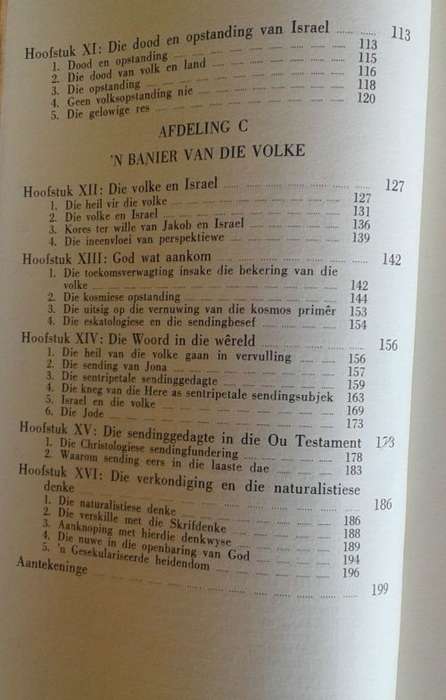 Hoofstuk XI: Die dood en opstanding van Israel ........ 113
1. Dood en opstanding ........ 113
2. Die dood van volk en land ........ 115
3. Die opstanding ........ 116
4. Geen volksopstanding nie ........ 118
5. Die gelowige res ........ 120
AFDELING C
'N BANIER VAN DIE VOLKE
Hoofstuk XII: Die volke en Israel ........ 127
1. Die heil vir die volke ........ 127
2. Die volke en Israel ........ 131
3. Kores ter wille van Jakob en Israel ........ 136
4. Die ineenvloei van perspektiewe ........ 139
Hoofstuk XIII: God wat aankom ........ 142
1. Die toekomsverwagting insake die bekering van die
volke ........ 142
2. Die kosmiese opstanding ........ 144
3. Die uitsig op die vernuwing van die kosmos primêr 153
4. Die eskatologiese en die sendingbesef ........ 154
Hoofstuk XIV: Die Woord in die wêreld ........ 156
1. Die heil van die volke gaan in vervulling ........ 156
2. Die sending van Jona ........ 157
3. Die sentripetale sendinggedagte ........ 159
4. Die kneg van die Here as sentripetale sendingsubjek 163
5. Israel en die volke ........ 169
6. Die Jode ........ 173
Hoofstuk XV: Die sendinggedagte in die Ou Testament 178
1. Die Christologiese sendingfundering ........ 178
2. Waarom sending eers in die laaste dae ........ 183
Hoofstuk XVI: Die verkondiging en die naturalistiese
denke ........ 186
1. Die naturalistiese denke ........ 186
2. Die verskille met die Skrifdenke ........ 188
3. Aanknoping met hierdie denkwyse ........ 189
4. Die nuwe in die openbaring van God ........ 194
5. 'n Gesekulariseerde heidendom ........ 196
Aantekeninge ........ 199